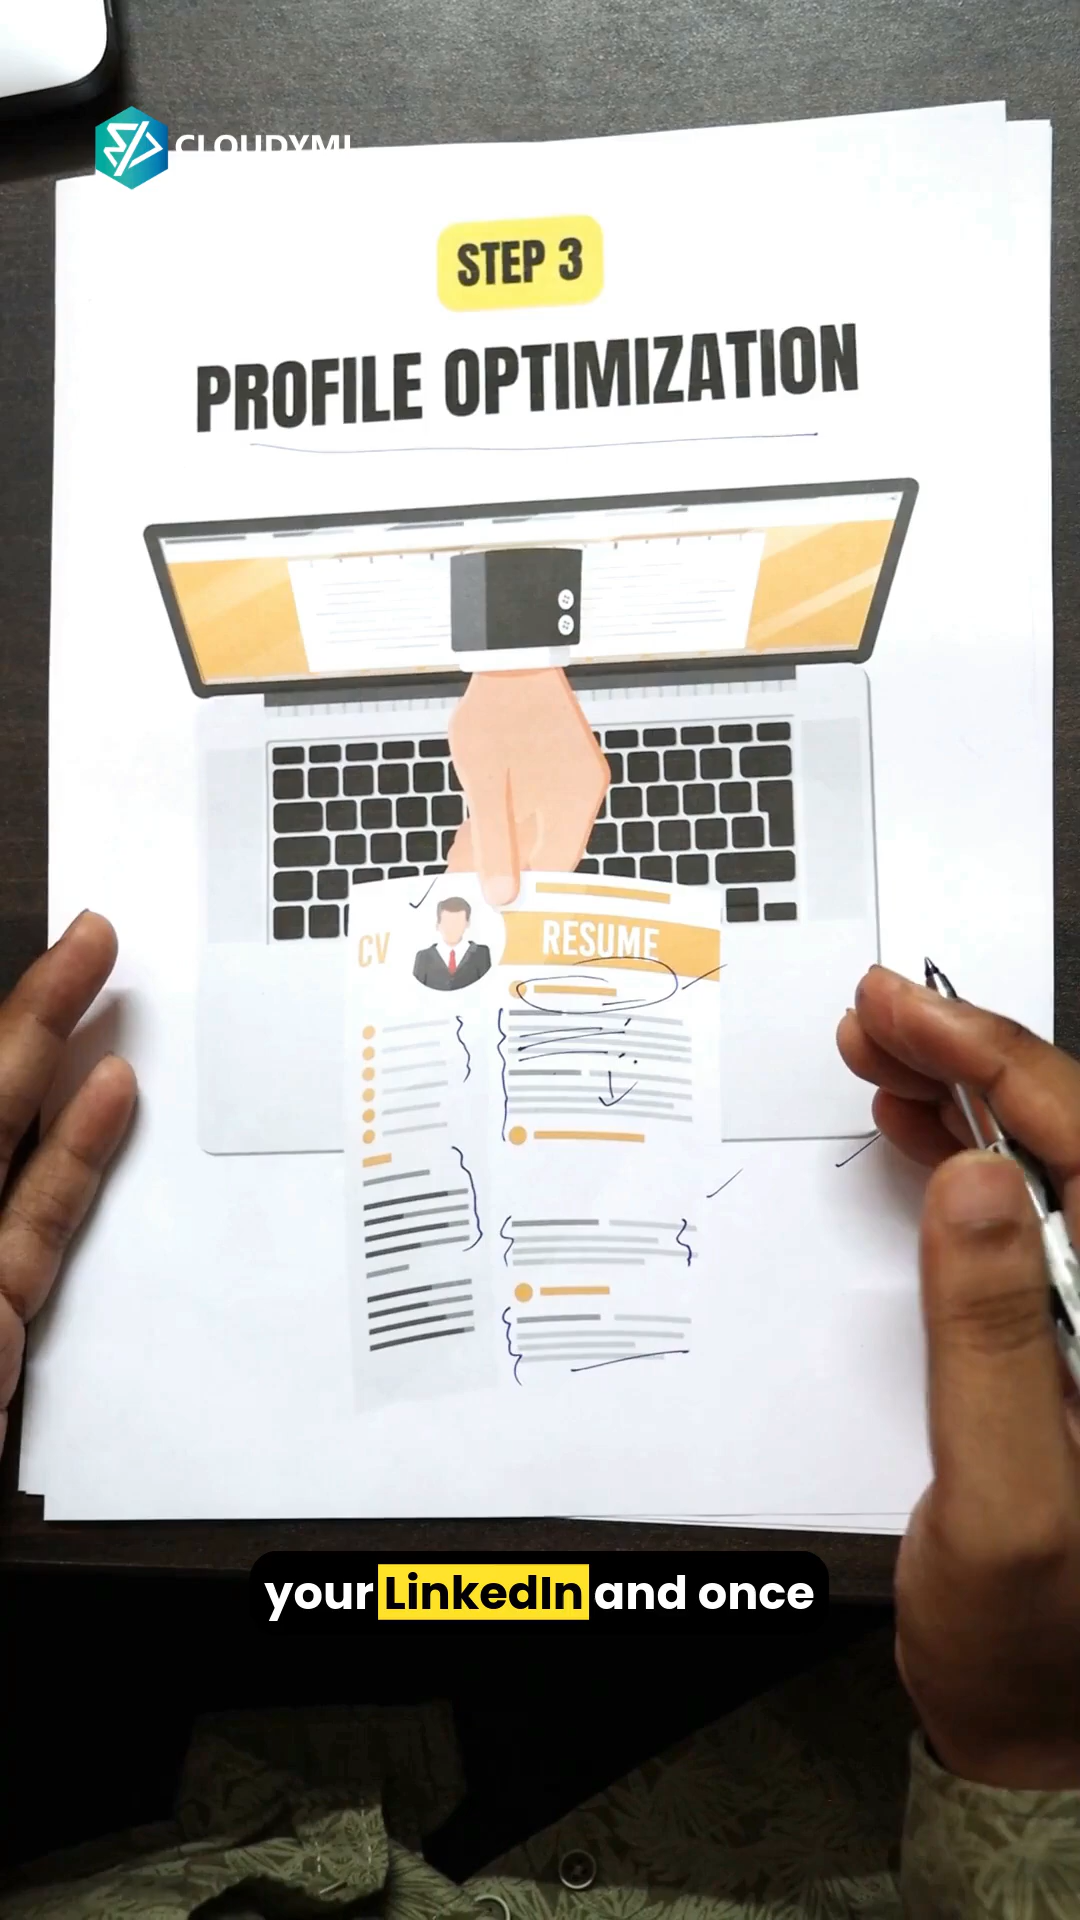 CLOUDYML
STEP 3
PROFILE OPTIMIZATION
CV
RESUME
your LinkedIn and once